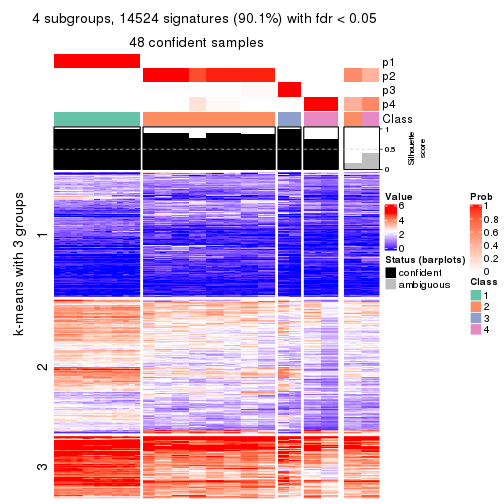 4 subgroups, 14524 signatures (90.1%) with fdr < 0.05
48 confident samples
p1
p2
p3
p4
Class
1
0.5
0
Silhouette
score
k-means with 3 groups
1
2
3
Value
6
4
2
0
Status (barplots)
confident
ambiguous
Prob
1
0.8
0.6
0.4
0.2
0
Class
1
2
3
4